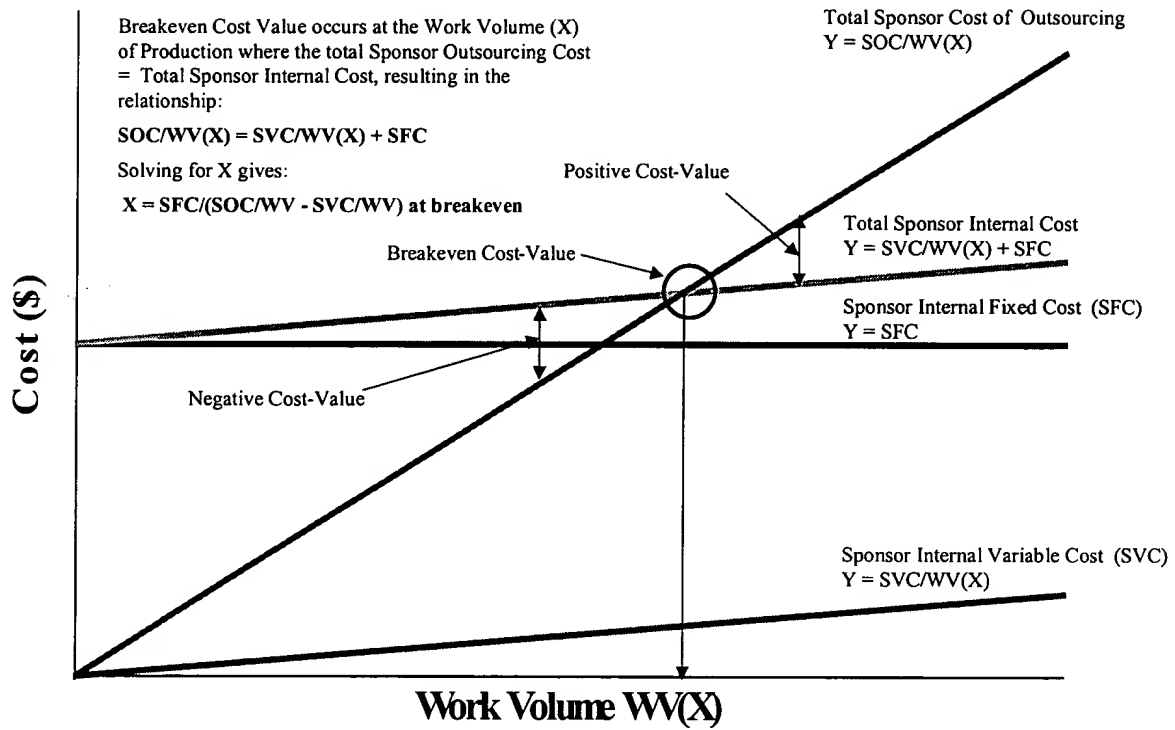 Breakeven Cost Value occurs at the Work Volume (X)
of Production where the total Sponsor Outsourcing Cost
= Total Sponsor Internal Cost, resulting in the
relationship:
SOC/WV(X) = SVC/WV(X) + SFC
Solving for X gives:
X = SFC/(SOC/WV - SVC/WV) at breakeven
Total Sponsor Cost of Outsourcing
Y = SOC/WV(X)
Positive Cost-Value
Total Sponsor Internal Cost
Y = SVC/WV(X) + SFC
Breakeven Cost-Value
Sponsor Internal Fixed Cost (SFC)
Y = SFC
Negative Cost-Value
Cost ($)
Sponsor Internal Variable Cost (SVC)
Y = SVC/WV(X)
Work Volume WV(X)